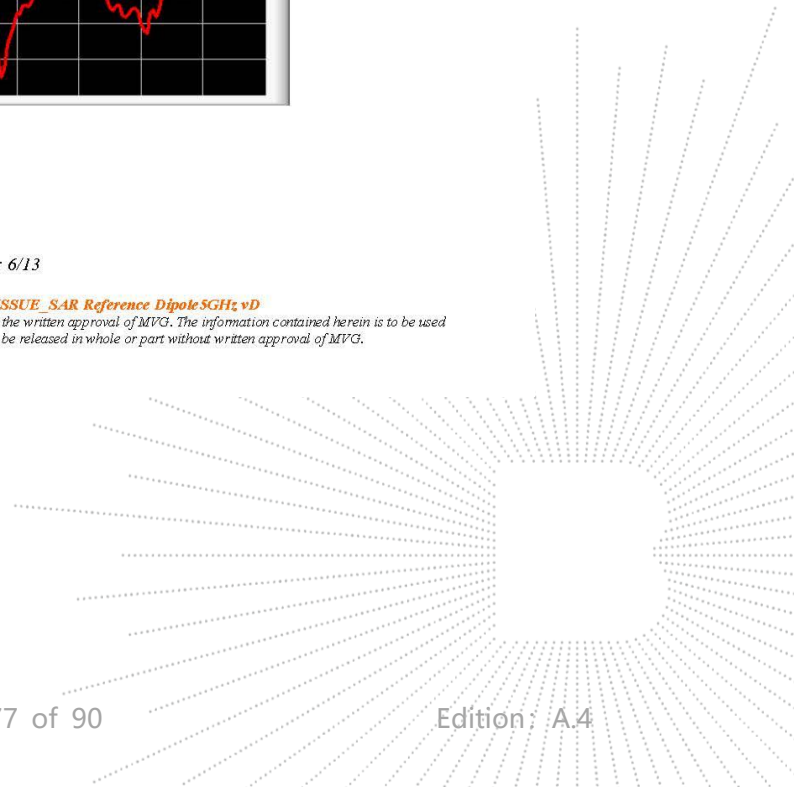 : 6/13
SSUE_SAR Reference Dipole5GHz vD
the written approval of MVG. The information contained herein is to be used
be released in whole or part without written approval of MVG.
7 of 90 Edition: A.4